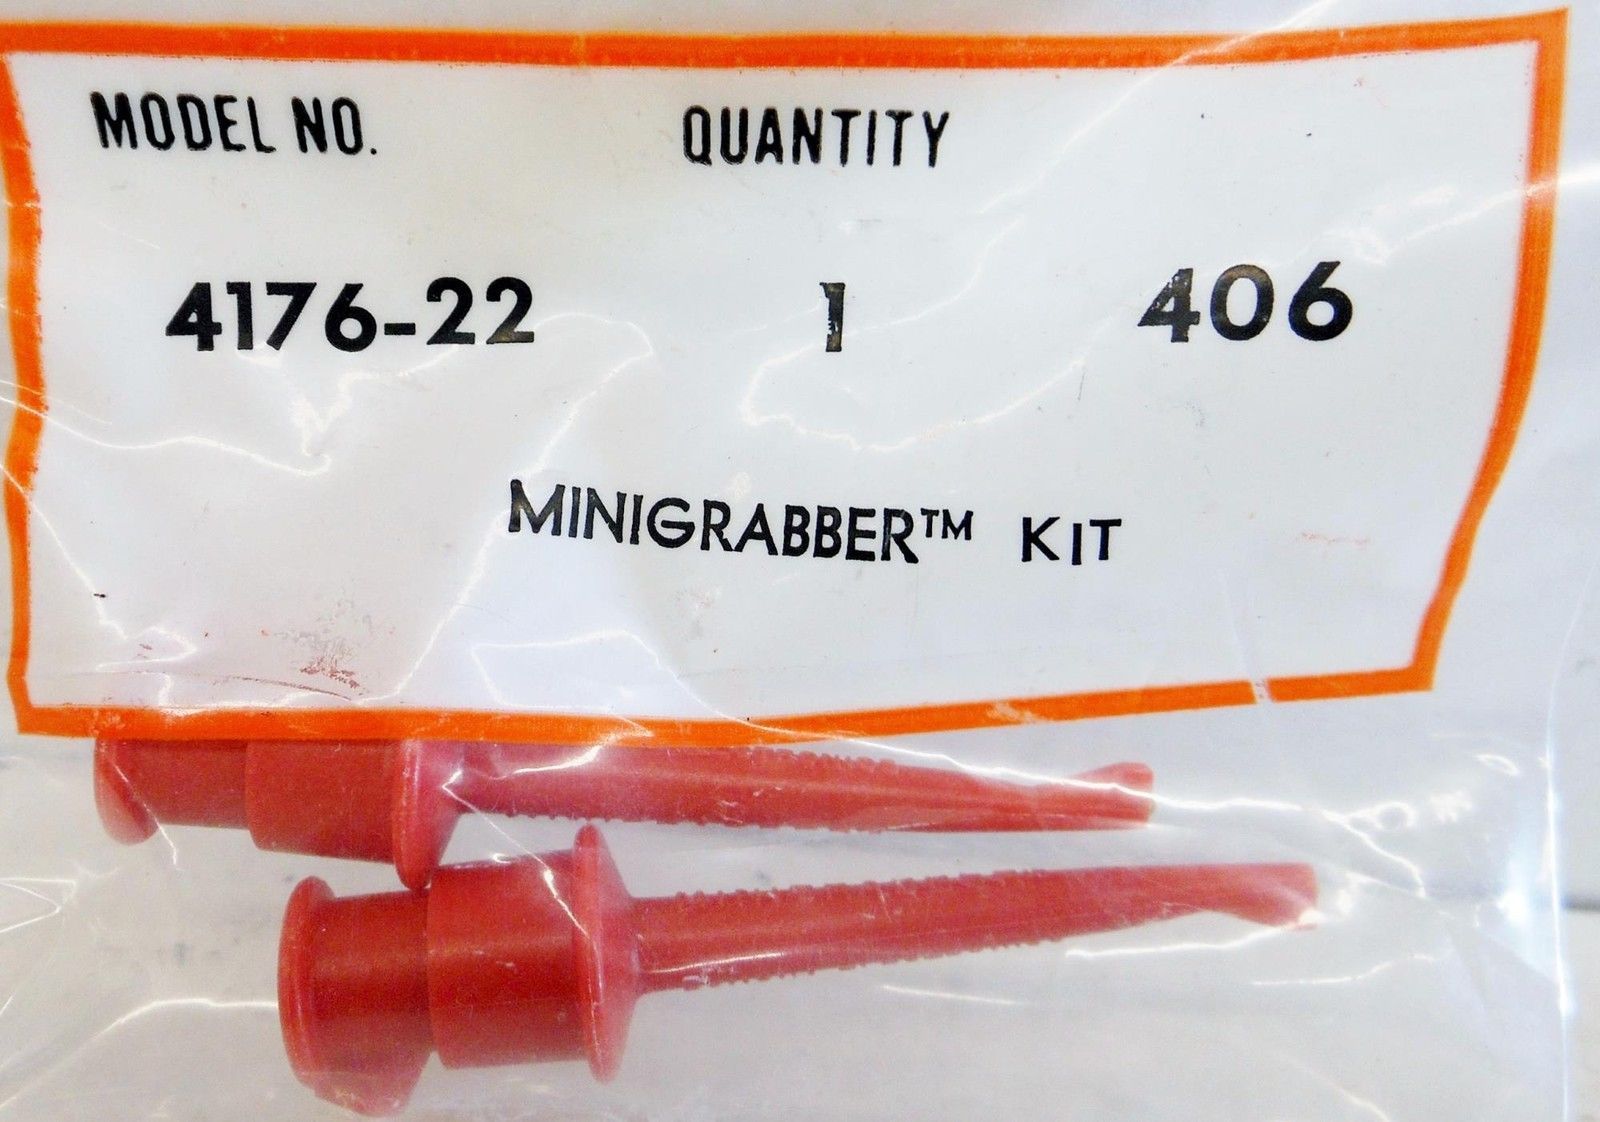 MODEL NO. QUANTITY
4176-22 1 406
MINIGRABBER™ KIT